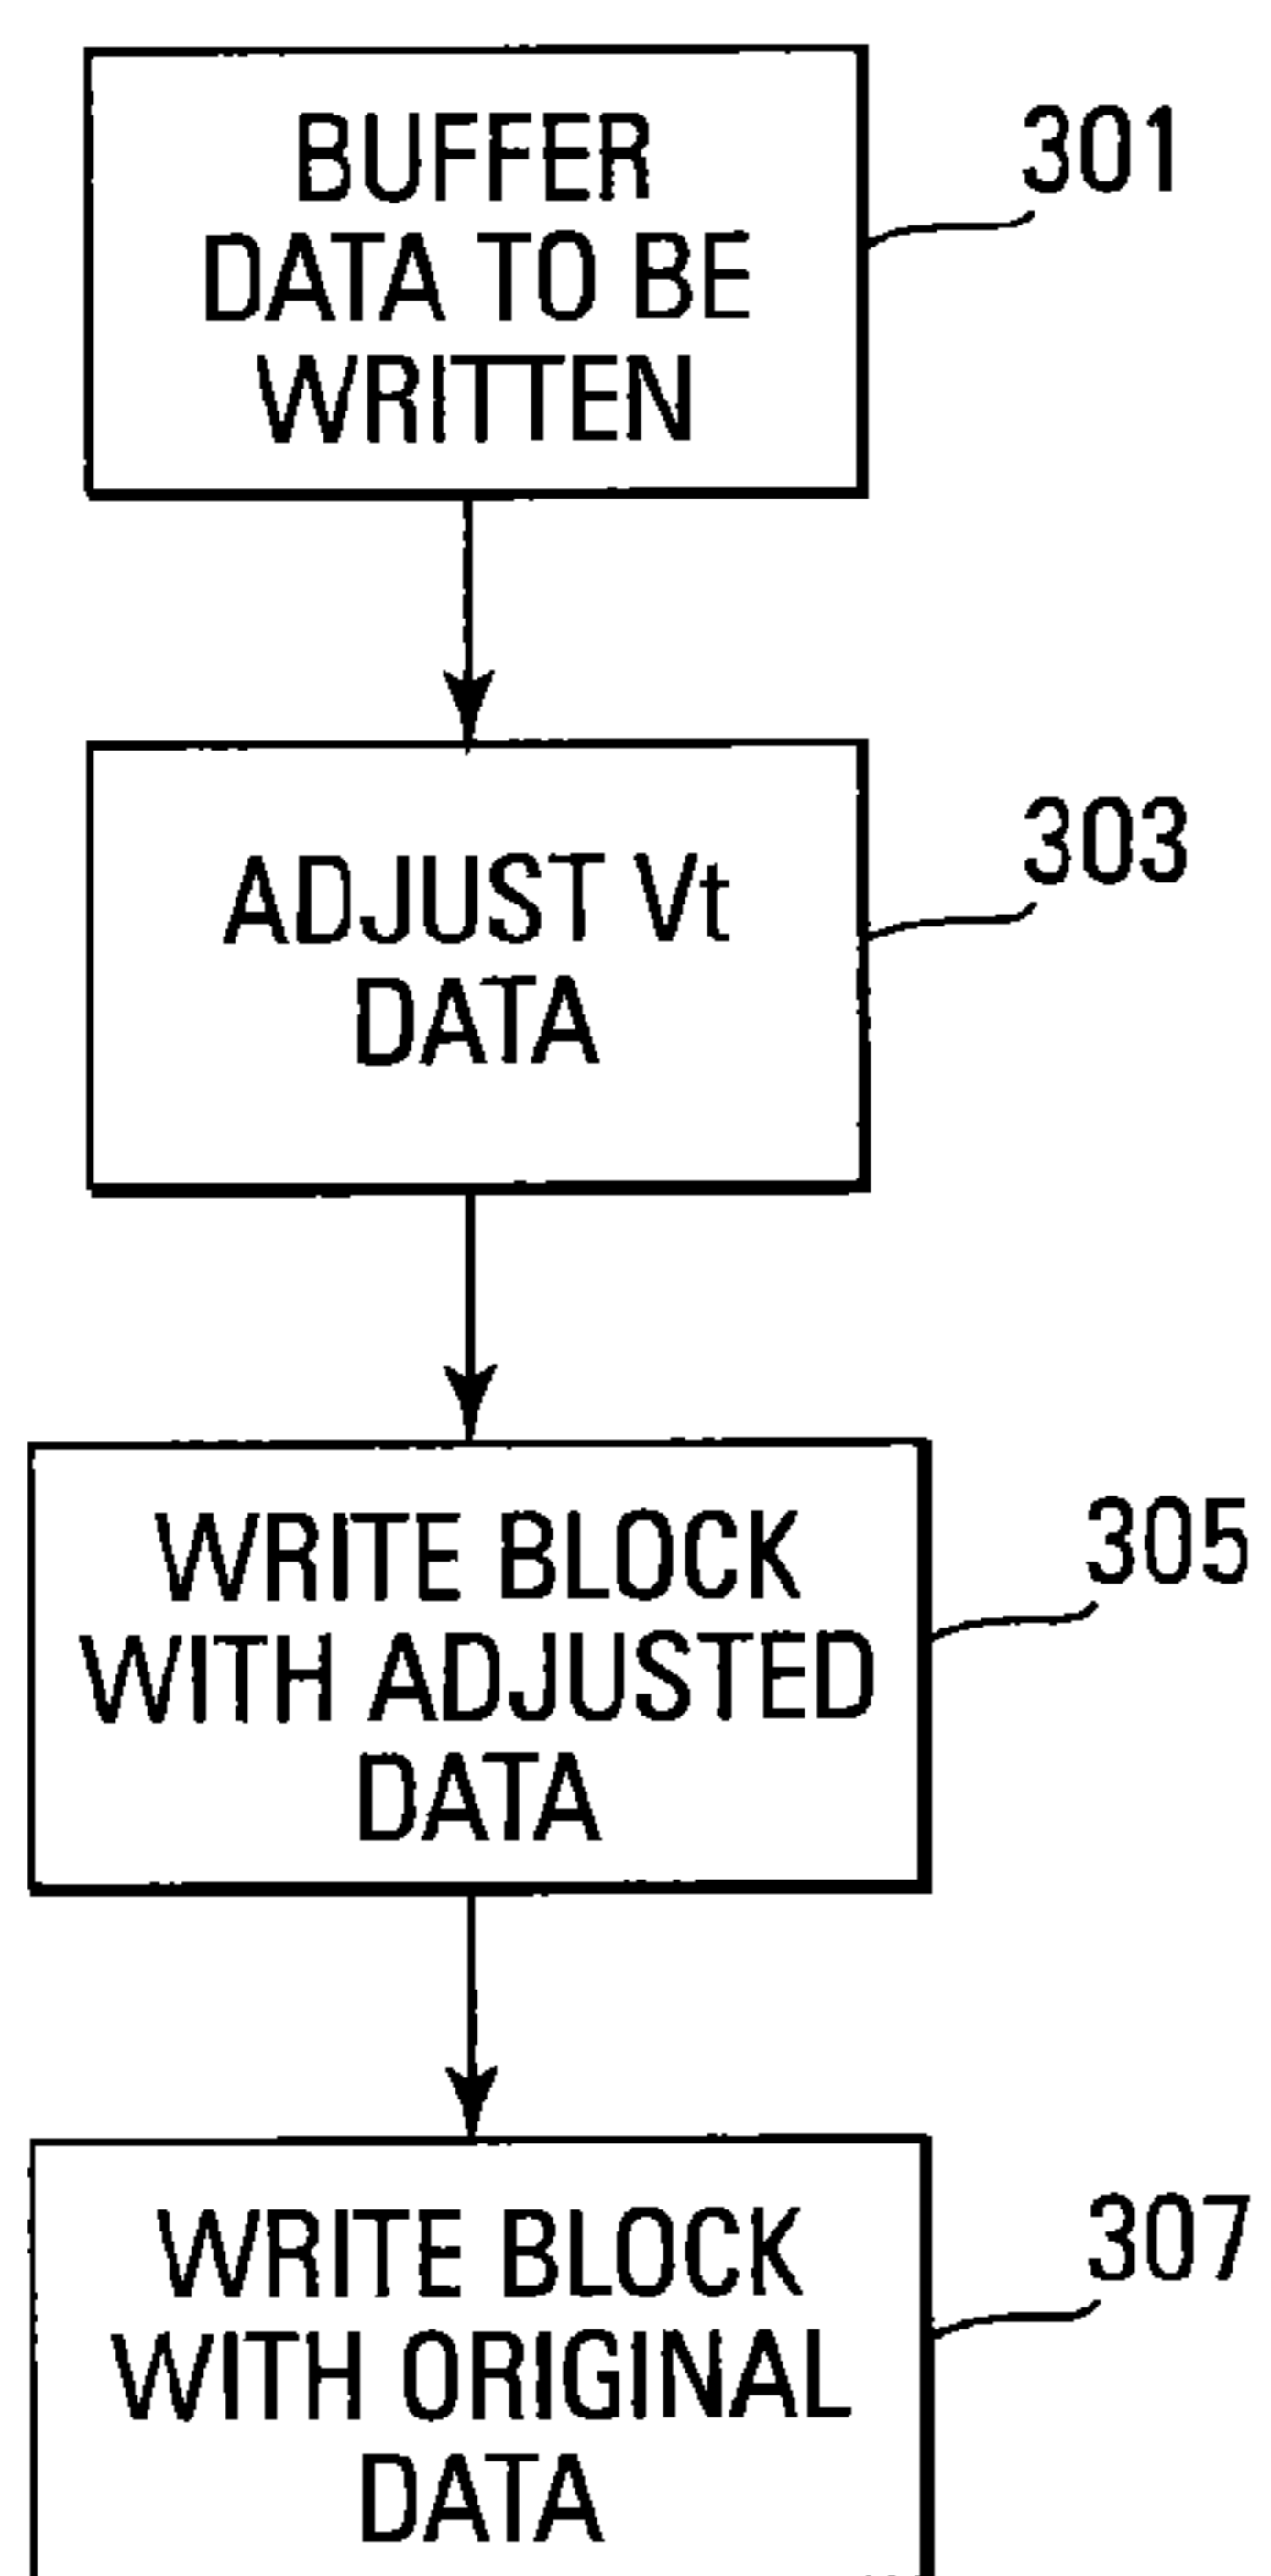 BUFFER
DATA TO BE
WRITTEN
301
ADJUST Vt
DATA
303
WRITE BLOCK
WITH ADJUSTED
DATA
305
WRITE BLOCK
WITH ORIGINAL
DATA
307